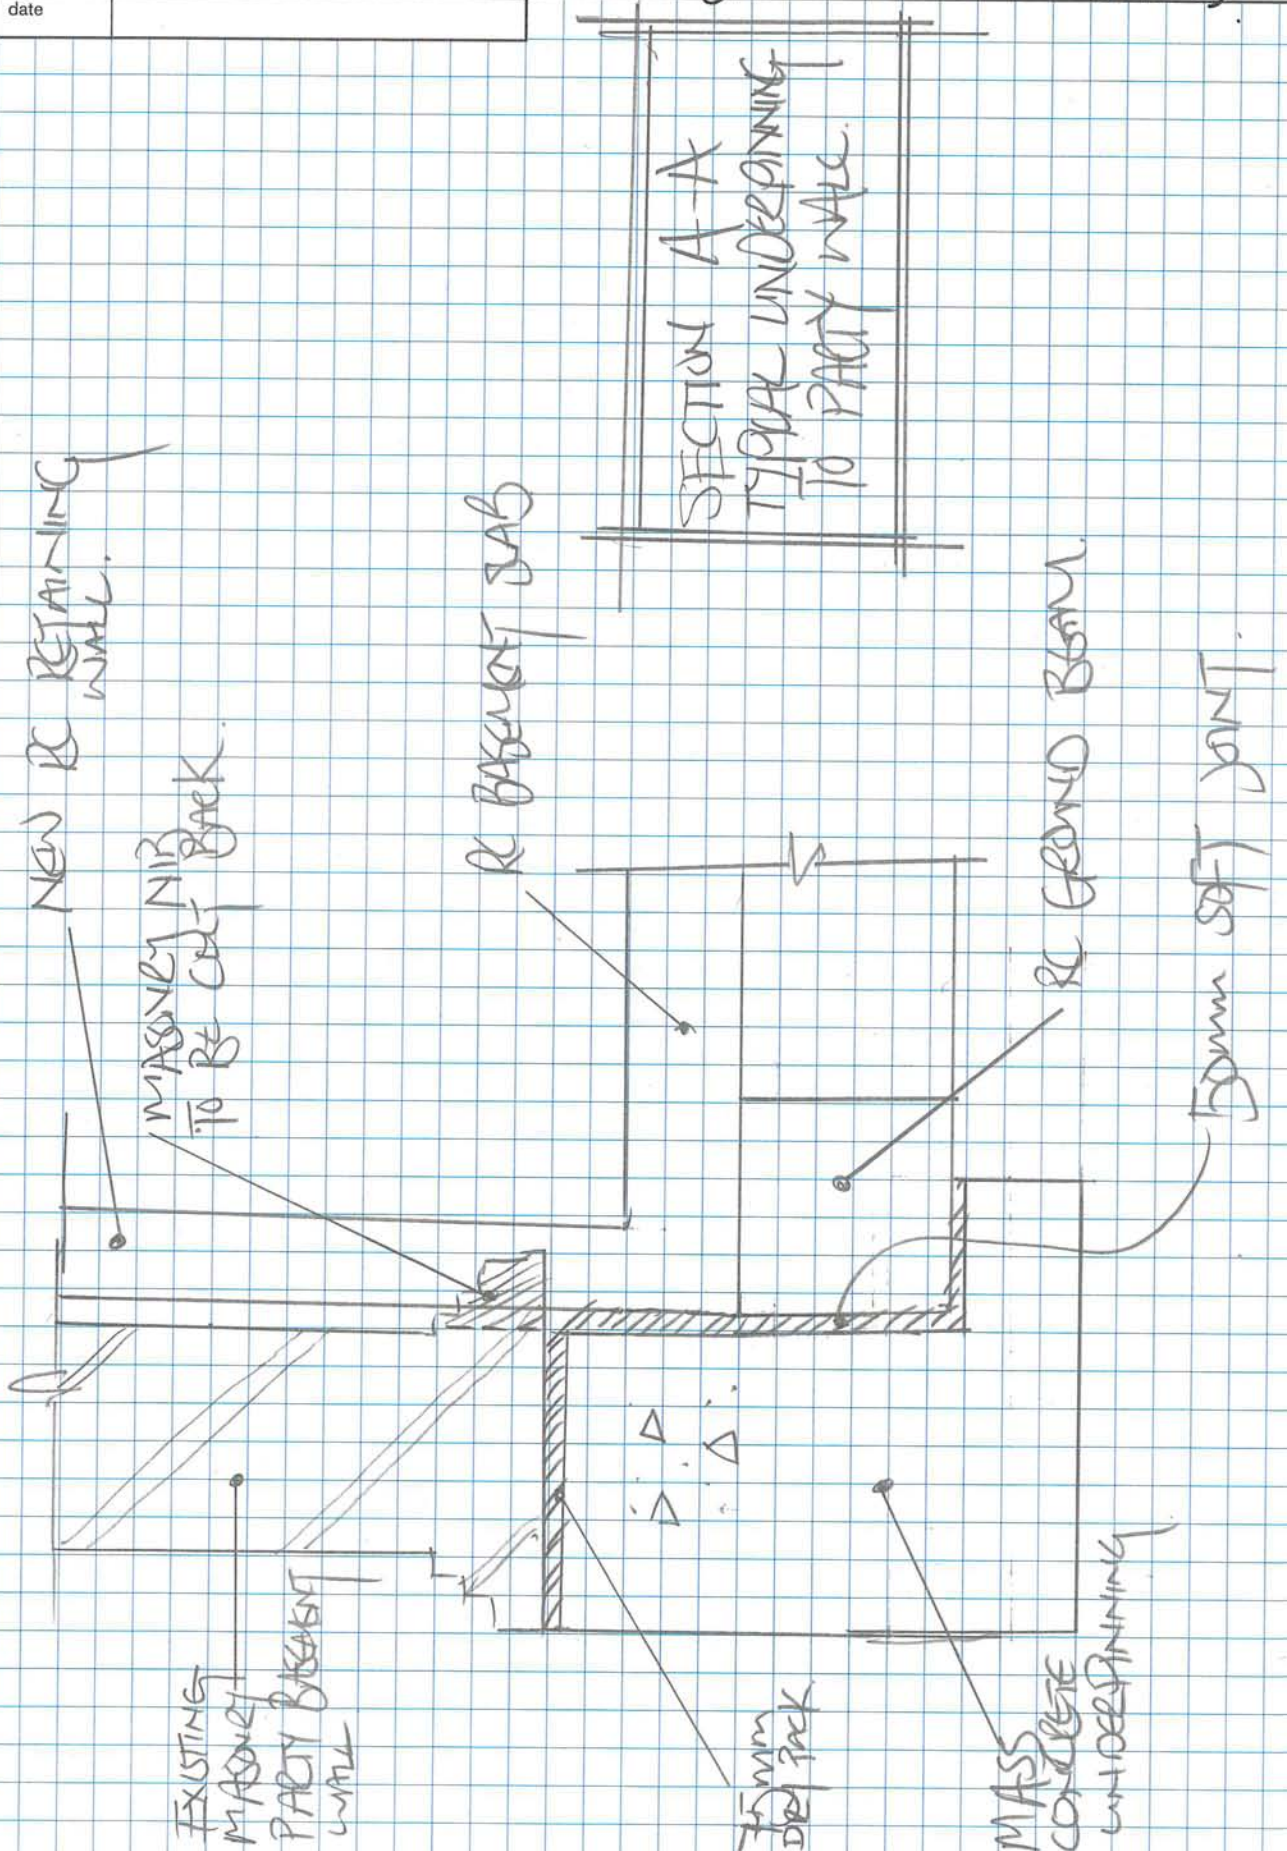 date
NEW RC RETAINING
WALL.
MASONRY NIB
TO BE CUT BACK.
RC BASEMENT SLAB
SECTION A-A
TYPICAL UNDERPINNING
TO PARTY WALL.
RC GROUND BEAM.
50mm SOFT JOINT.
EXISTING
MASONRY
PARTY BASEMENT
WALL
75mm
DRY PACK
MASS
CONCRETE
UNDERPINNING